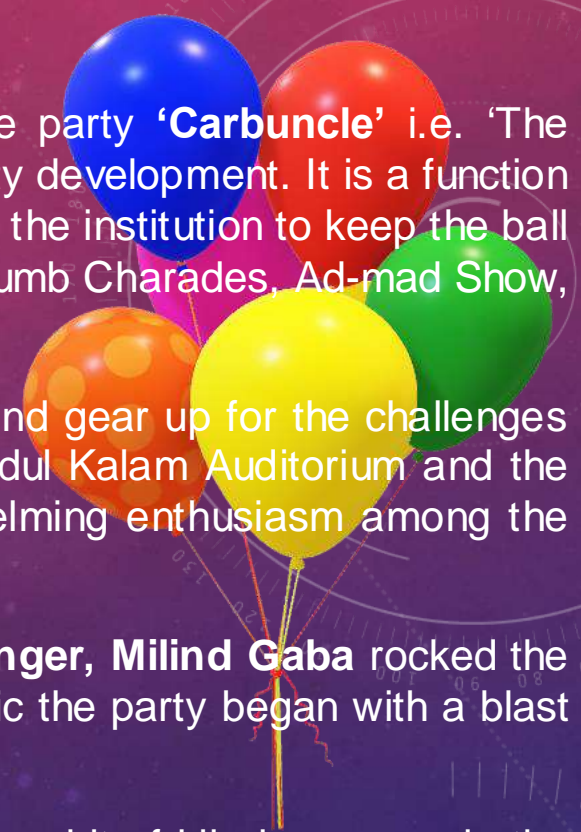 e party ‘Carbuncle’ i.e. ‘The
y development. It is a function
the institution to keep the ball
umb Charades, Ad-mad Show,
nd gear up for the challenges
dul Kalam Auditorium and the
elming enthusiasm among the
nger, Milind Gaba rocked the
ic the party began with a blast